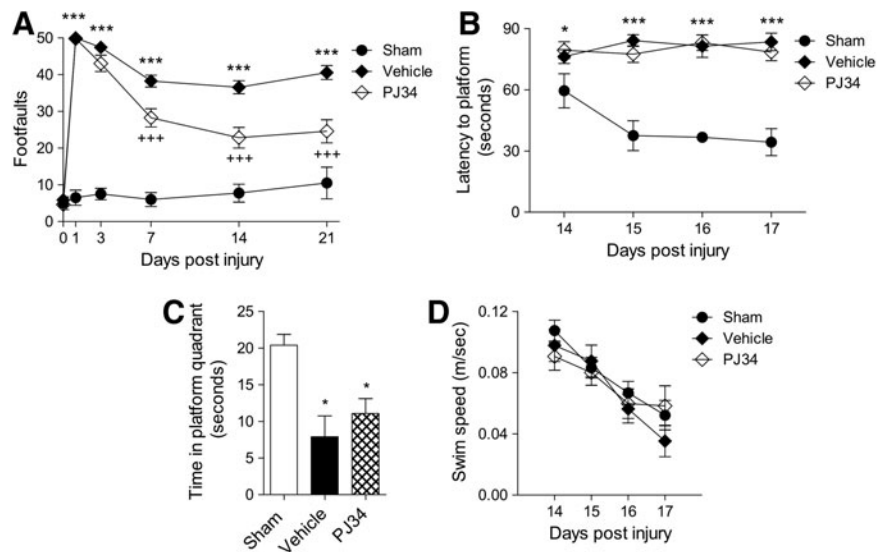 A
***
***
***
***
***
50
40
30
20
10
0
Footfaults
+++
+++
+++
0 1 3 7 14 21
Days post injury
Sham
Vehicle
PJ34
B
*
***
***
***
90
60
30
0
Latency to platform
(seconds)
14 15 16 17
Days post injury
Sham
Vehicle
PJ34
C
25
20
15
10
5
0
Time in platform quadrant
(seconds)
*
*
Sham
Vehicle
PJ34
D
0.12
0.08
0.04
0.00
Swim speed (m/sec)
14 15 16 17
Days post injury
Sham
Vehicle
PJ34